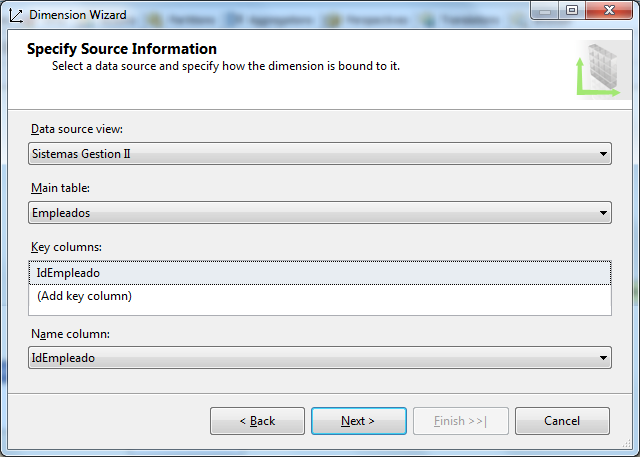 Dimension Wizard
Specify Source Information
Select a data source and specify how the dimension is bound to it.
Data source view:
Sistemas Gestion II
Main table:
Empleados
Key columns:
IdEmpleado
(Add key column)
Name column:
IdEmpleado
< Back
Next >
Finish >>|
Cancel